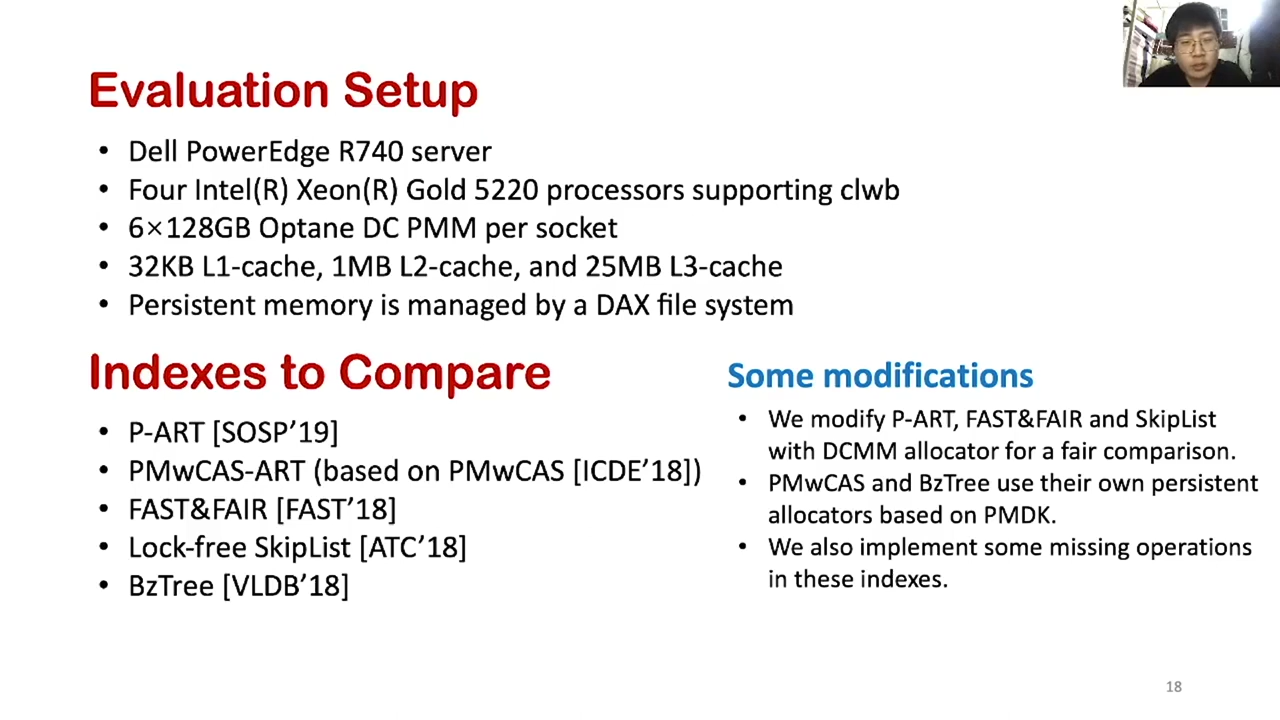 Evaluation Setup
• Dell PowerEdge R740 server
• Four Intel(R) Xeon(R) Gold 5220 processors supporting clwb
• 6×128GB Optane DC PMM per socket
• 32KB L1-cache, 1MB L2-cache, and 25MB L3-cache
• Persistent memory is managed by a DAX file system
Indexes to Compare
• P-ART [SOSP’19]
• PMwCAS-ART (based on PMwCAS [ICDE’18])
• FAST&FAIR [FAST’18]
• Lock-free SkipList [ATC’18]
• BzTree [VLDB’18]
Some modifications
• We modify P-ART, FAST&FAIR and SkipList
with DCMM allocator for a fair comparison.
• PMwCAS and BzTree use their own persistent
allocators based on PMDK.
• We also implement some missing operations
in these indexes.
18